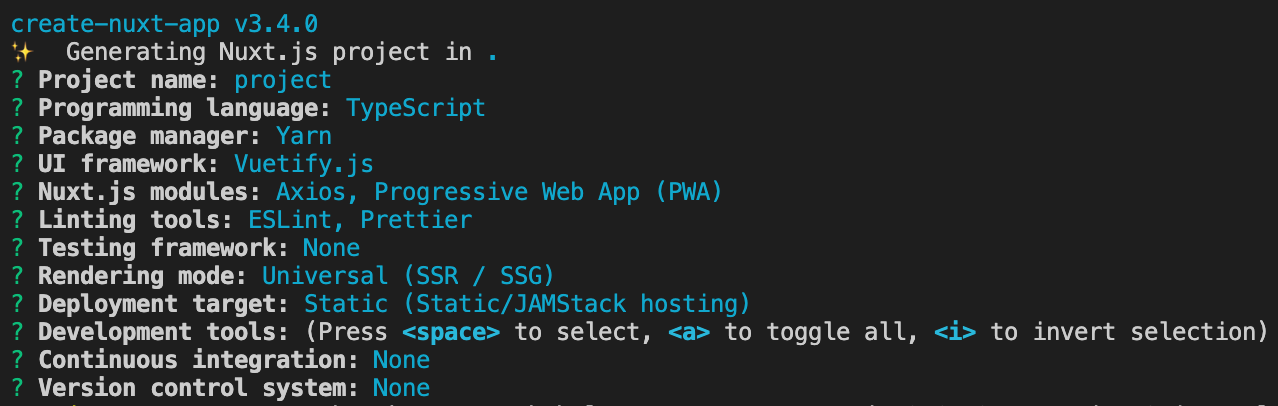 create-nuxt-app v3.4.0
✨ Generating Nuxt.js project in .
? Project name: project
? Programming language: TypeScript
? Package manager: Yarn
? UI framework: Vuetify.js
? Nuxt.js modules: Axios, Progressive Web App (PWA)
? Linting tools: ESLint, Prettier
? Testing framework: None
? Rendering mode: Universal (SSR / SSG)
? Deployment target: Static (Static/JAMStack hosting)
? Development tools: (Press <space> to select, <a> to toggle all, <i> to invert selection)
? Continuous integration: None
? Version control system: None